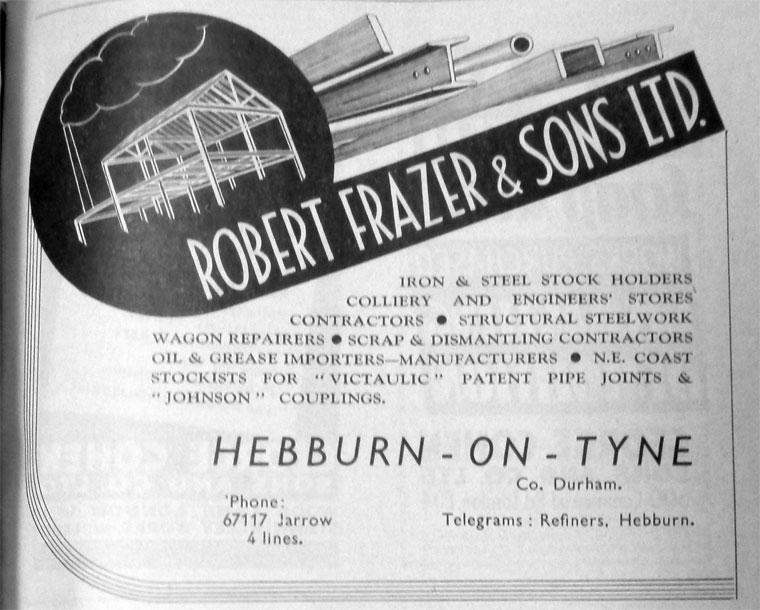 ROBERT FRAZER & SONS LTD.
IRON & STEEL STOCK HOLDERS
COLLIERY AND ENGINEERS' STORES
CONTRACTORS ● STRUCTURAL STEELWORK
WAGON REPAIRERS ● SCRAP & DISMANTLING CONTRACTORS
OIL & GREASE IMPORTERS—MANUFACTURERS ● N.E. COAST
STOCKISTS FOR "VICTAULIC" PATENT PIPE JOINTS &
"JOHNSON" COUPLINGS.
HEBBURN - ON - TYNE
Co. Durham.
'Phone:
67117 Jarrow
4 lines.
Telegrams : Refiners, Hebburn.